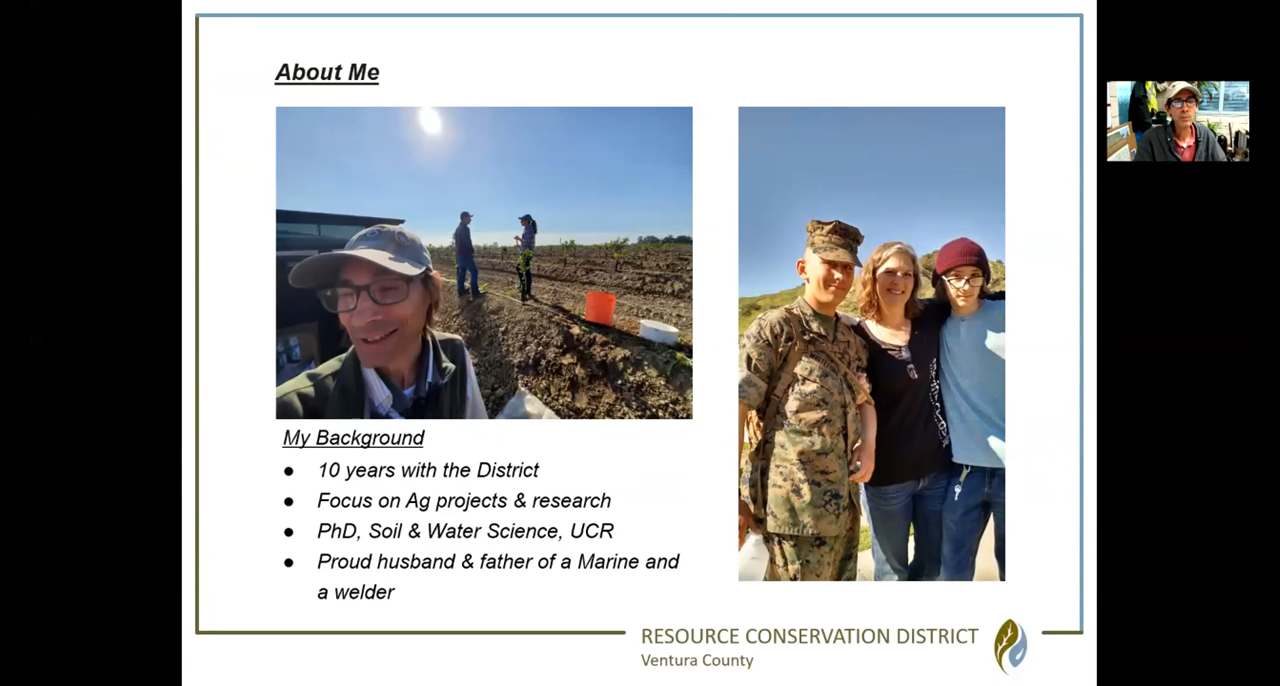 About Me
My Background
● 10 years with the District
● Focus on Ag projects & research
● PhD, Soil & Water Science, UCR
● Proud husband & father of a Marine and
a welder
RESOURCE CONSERVATION DISTRICT
Ventura County